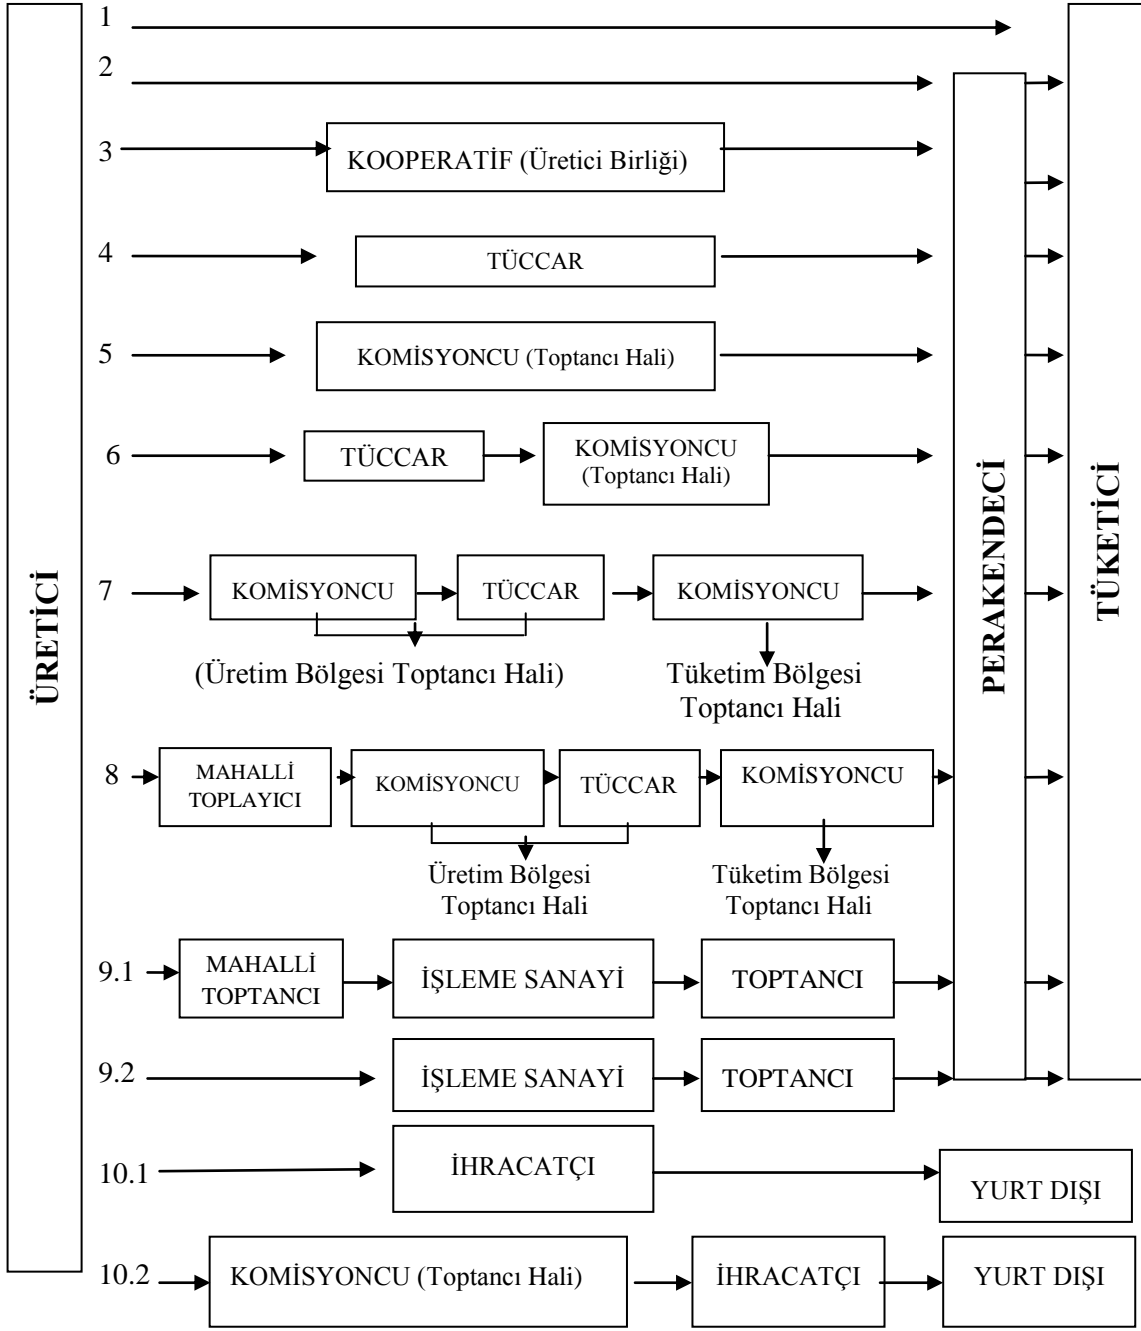 1
2
3
KOOPERATİF (Üretici Birliği)
4
TÜCCAR
5
KOMİSYONCU (Toptancı Hali)
6
TÜCCAR
KOMİSYONCU
(Toptancı Hali)
7
KOMİSYONCU
TÜCCAR
KOMİSYONCU
(Üretim Bölgesi Toptancı Hali)
Tüketim Bölgesi
Toptancı Hali
8
MAHALLİ
TOPLAYICI
KOMİSYONCU
TÜCCAR
KOMİSYONCU
Üretim Bölgesi
Toptancı Hali
Tüketim Bölgesi
Toptancı Hali
9.1
MAHALLİ
TOPTANCI
İŞLEME SANAYİ
TOPTANCI
9.2
İŞLEME SANAYİ
TOPTANCI
10.1
İHRACATÇI
YURT DIŞI
10.2
KOMİSYONCU (Toptancı Hali)
İHRACATÇI
YURT DIŞI
ÜRETİCİ
PERAKENDECİ
TÜKETİCİ